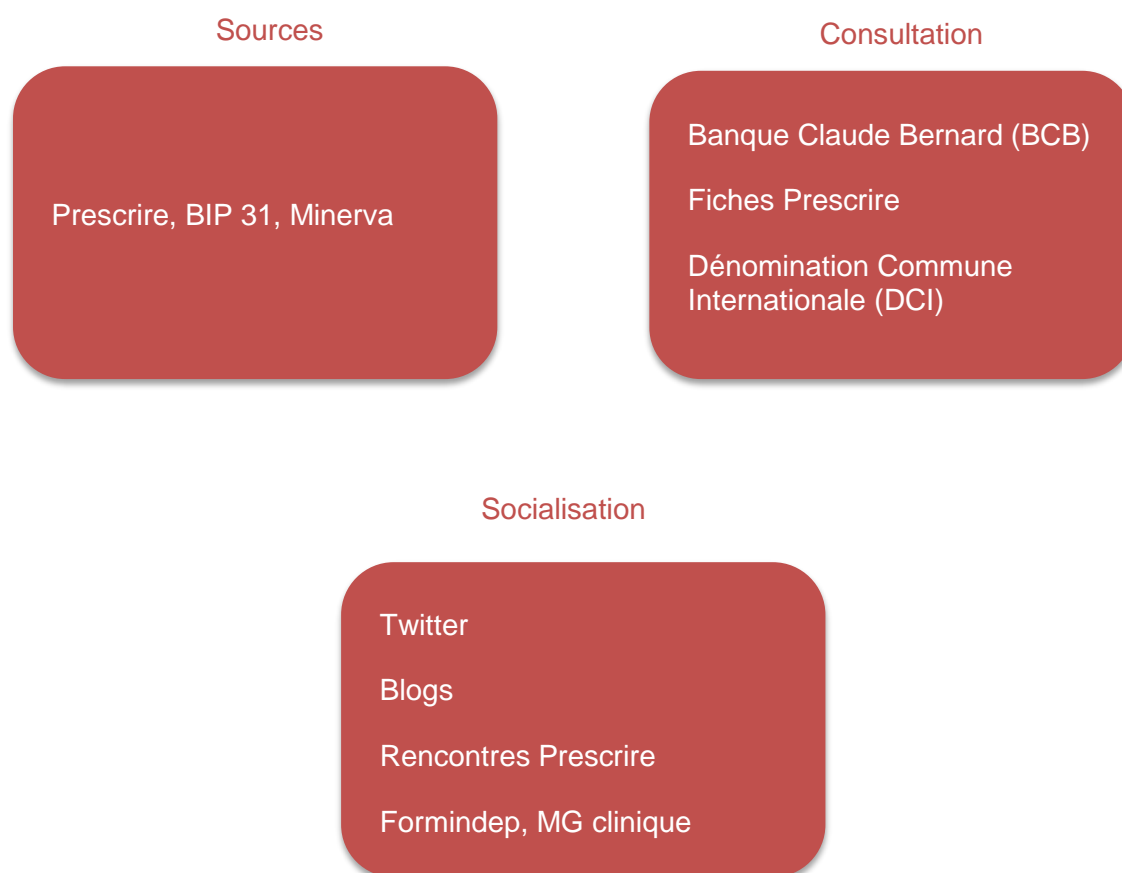 Sources
Prescrire, BIP 31, Minerva
Consultation
Banque Claude Bernard (BCB)
Fiches Prescrire
Dénomination Commune
Internationale (DCI)
Socialisation
Twitter
Blogs
Rencontres Prescrire
Formindep, MG clinique